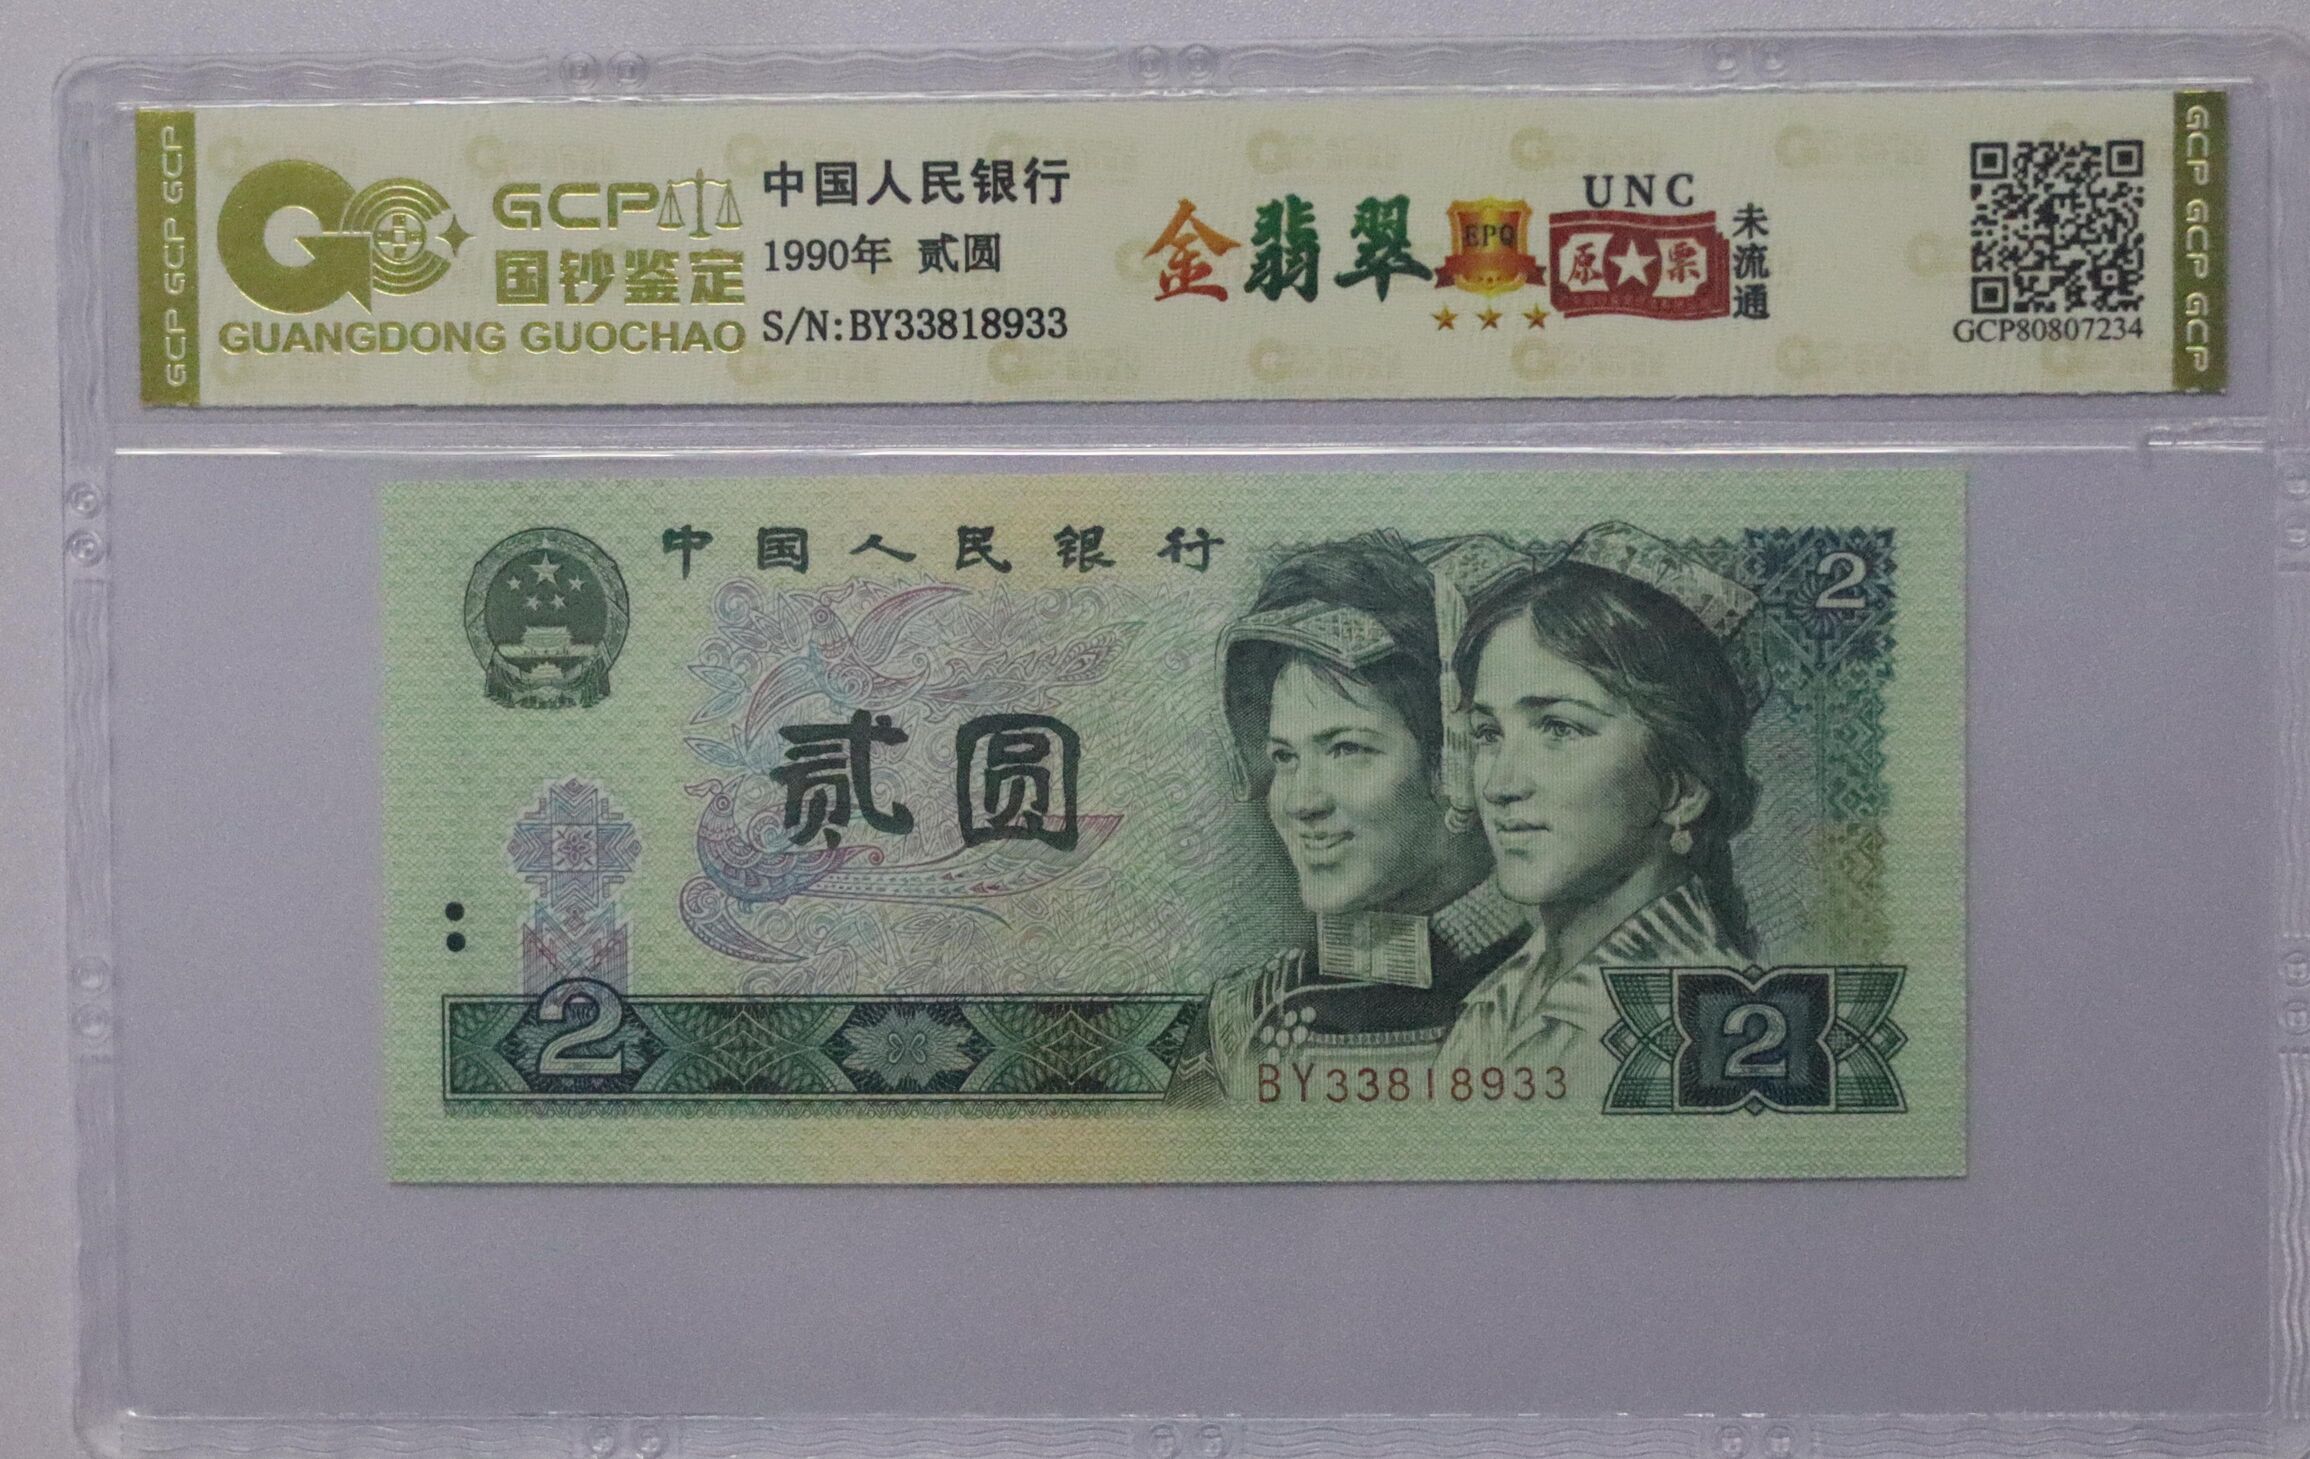 GCP GCP GCP
GCP
国钞鉴定
GUANGDONG GUOCHAO
中国人民银行
1990年 贰圆
S/N:BY33818933
金翡翠
EPQ
UNC
原★票
未流通
GCP80807234
GCP GCP GCP
中国人民银行
2
贰圆
2
BY33818933
2